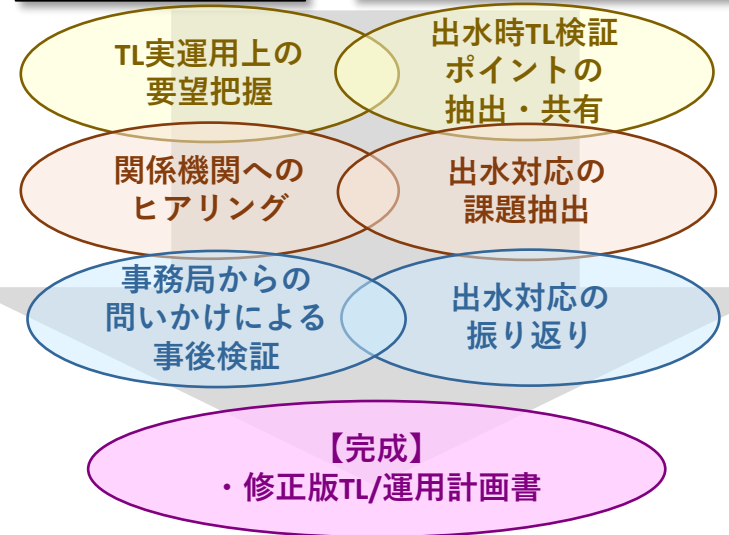 TL実運用上の
要望把握
出水時TL検証
ポイントの
抽出・共有
関係機関への
ヒアリング
出水対応の
課題抽出
事務局からの
問いかけによる
事後検証
出水対応の
振り返り
【完成】
・修正版TL/運用計画書